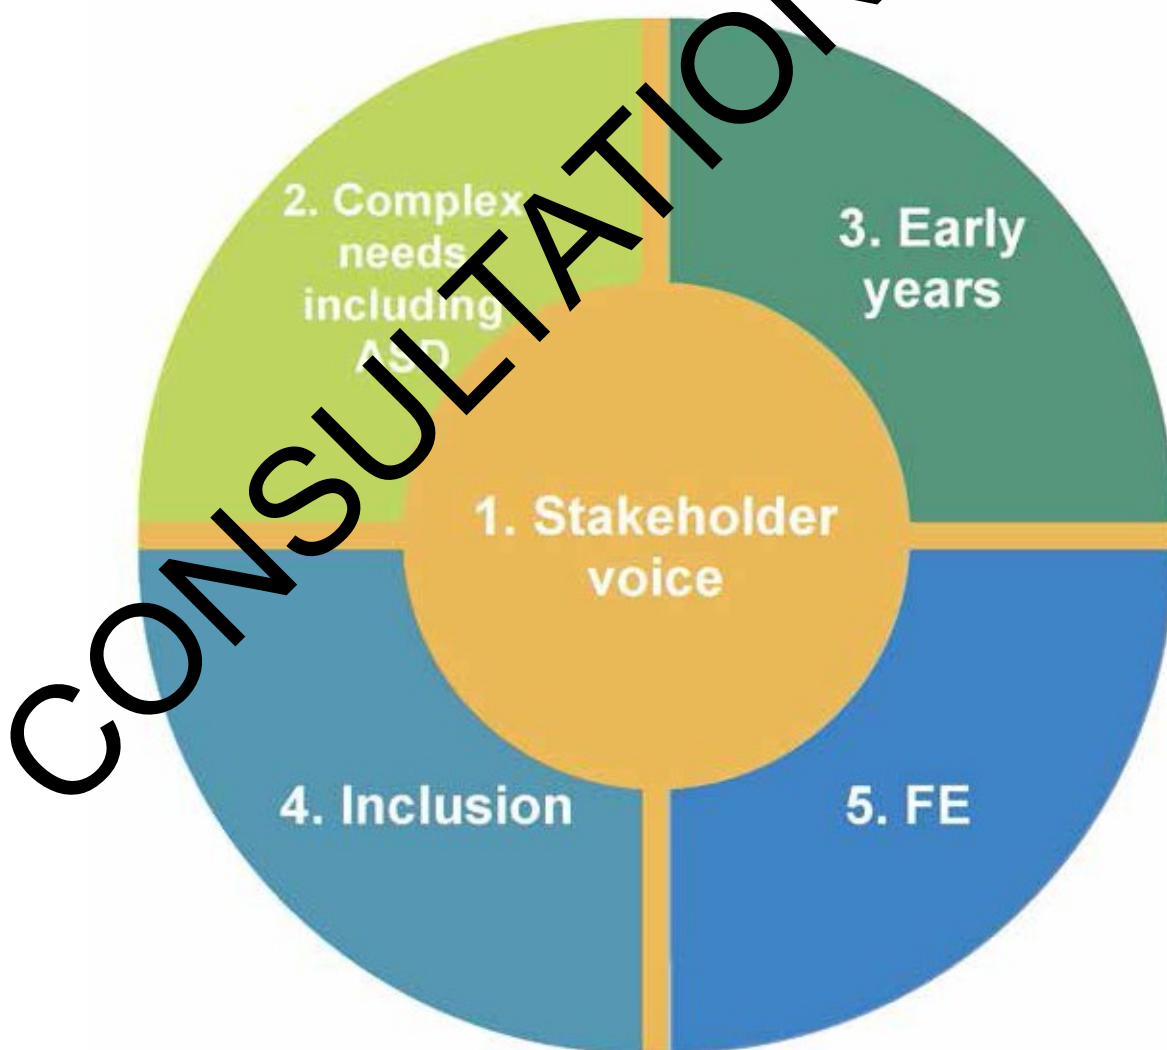 2. Complex
needs
including
ASD
3. Early
years
1. Stakeholder
voice
4. Inclusion
5. FE
CONSULTATION